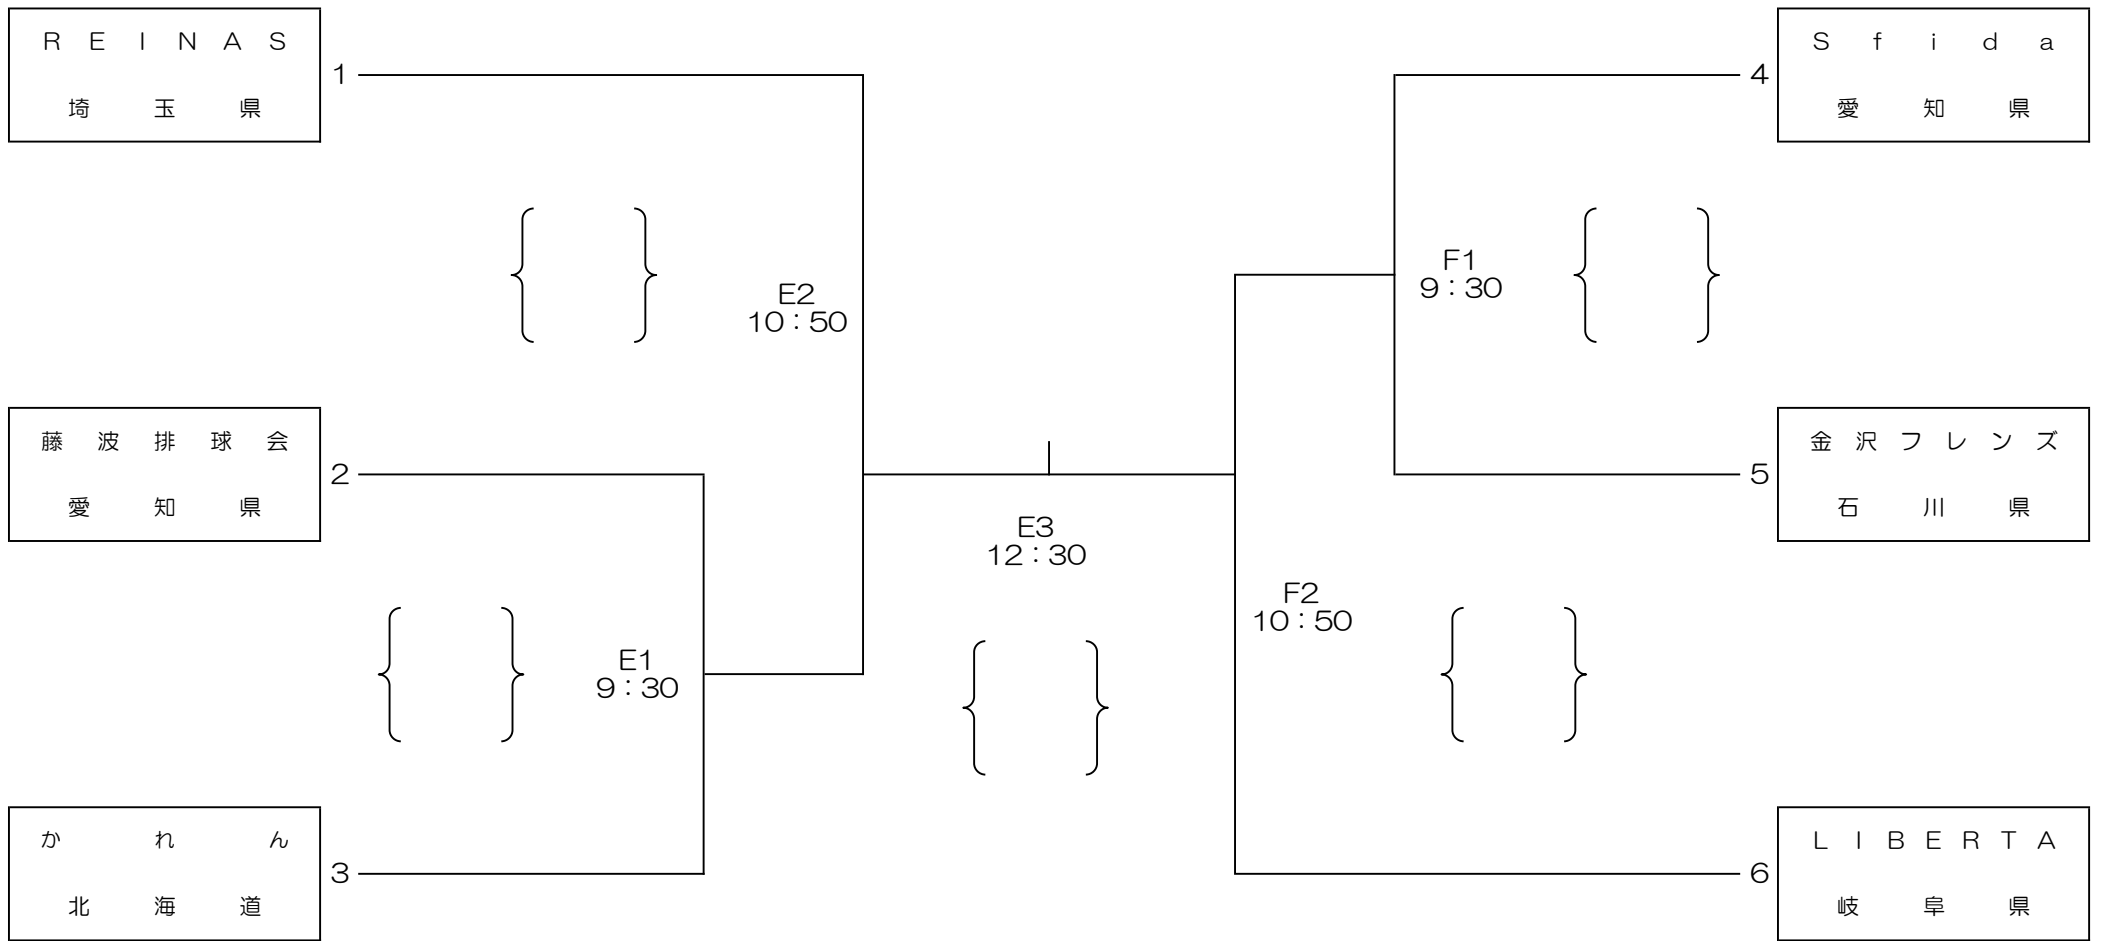 REINAS
埼玉県
1
藤波排球会
愛知県
2
かれん
北海道
3
E2
10：50
E1
9：30
E3
12：30
F1
9：30
F2
10：50
4
Sfida
愛知県
5
金沢フレンズ
石川県
6
LIBERTA
岐阜県